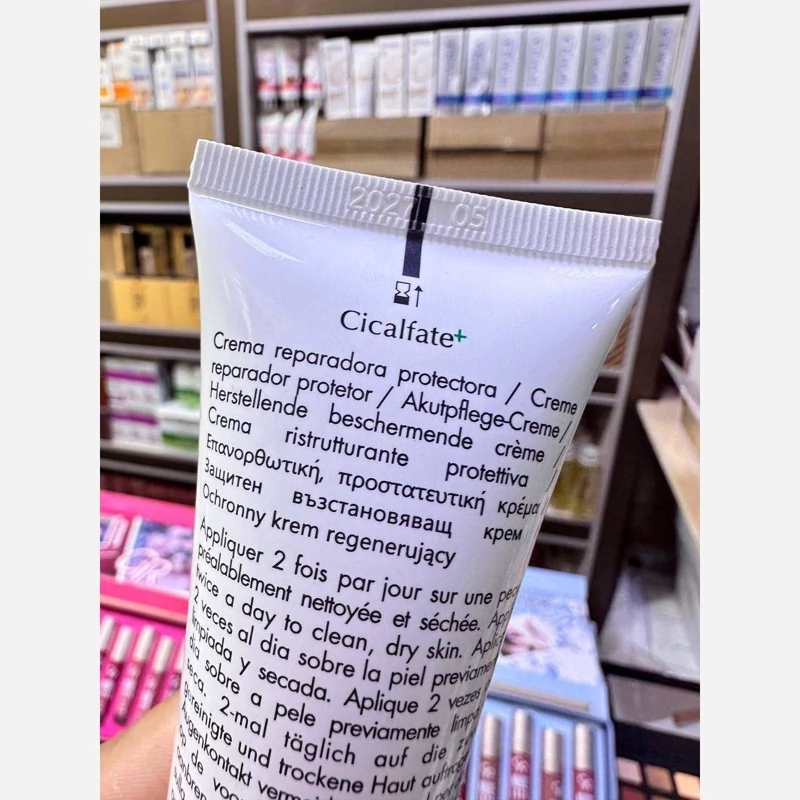 2027 05
Cicalfate+
Crema reparadora protectora / Creme
reparador protetor / Akutpflege-Creme /
Herstellende beschermende crème /
Crema ristrutturante protettiva /
Επανορθωτική, προστατευτική κρέμα
Защитен възстановяващ крем
Ochronny krem regenerujący
Appliquer 2 fois par jour sur une
préalablement nettoyée et séchée.
twice a day to clean, dry skin.
2 veces al día sobre la piel
limpiada y secada. Aplique 2 vezes
dia sobre a pele previamente
seca. 2-mal täglich auf die
gereinigte und trockene Haut